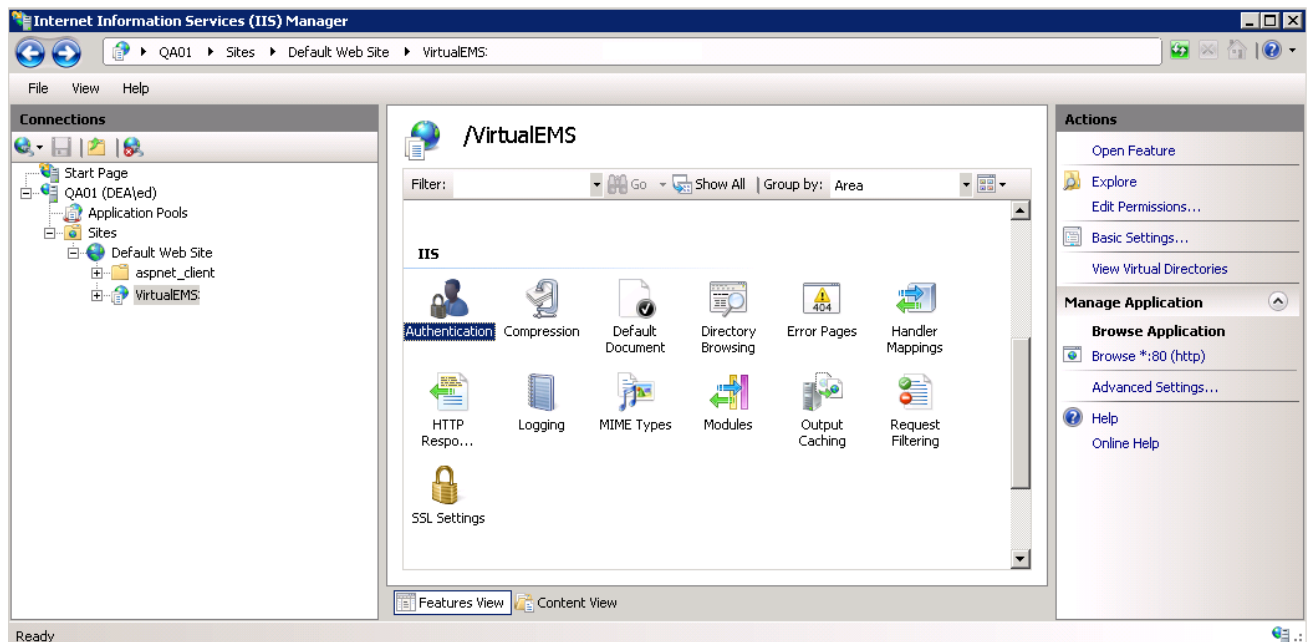 Internet Information Services (IIS) Manager
QA01 Sites Default Web Site VirtualEMS:
File View Help
Connections
Start Page
QA01 (DEA\ed)
Application Pools
Sites
Default Web Site
aspnet_client
VirtualEMS:
/VirtualEMS
Filter: Go Show All Group by: Area
IIS
Authentication Compression Default Document Directory Browsing Error Pages Handler Mappings
404
HTTP Respo... Logging MIME Types Modules Output Caching Request Filtering
SSL Settings
Features View Content View
Actions
Open Feature
Explore
Edit Permissions...
Basic Settings...
View Virtual Directories
Manage Application
Browse Application
Browse *:80 (http)
Advanced Settings...
Help
Online Help
Ready